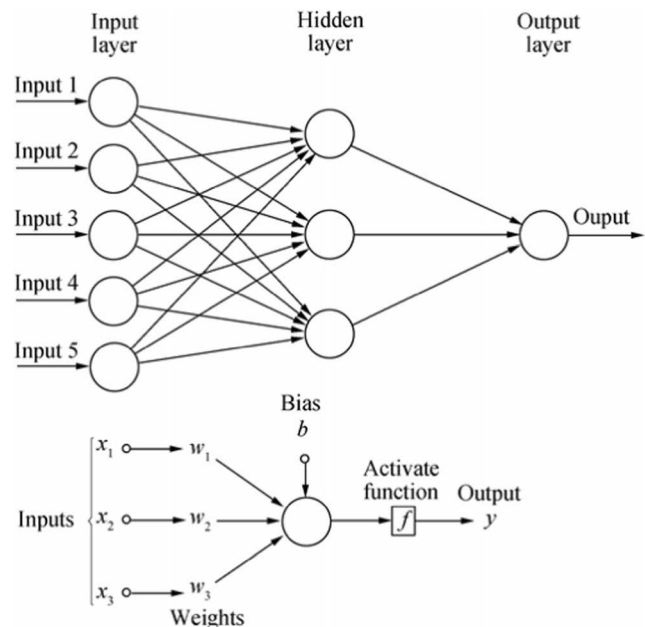 Input layer
Hidden layer
Output layer
Input 1
Input 2
Input 3
Input 4
Input 5
Ouput
Bias
b
Inputs
x1
w1
x2
w2
x3
w3
Weights
Activate function
f
Output
y